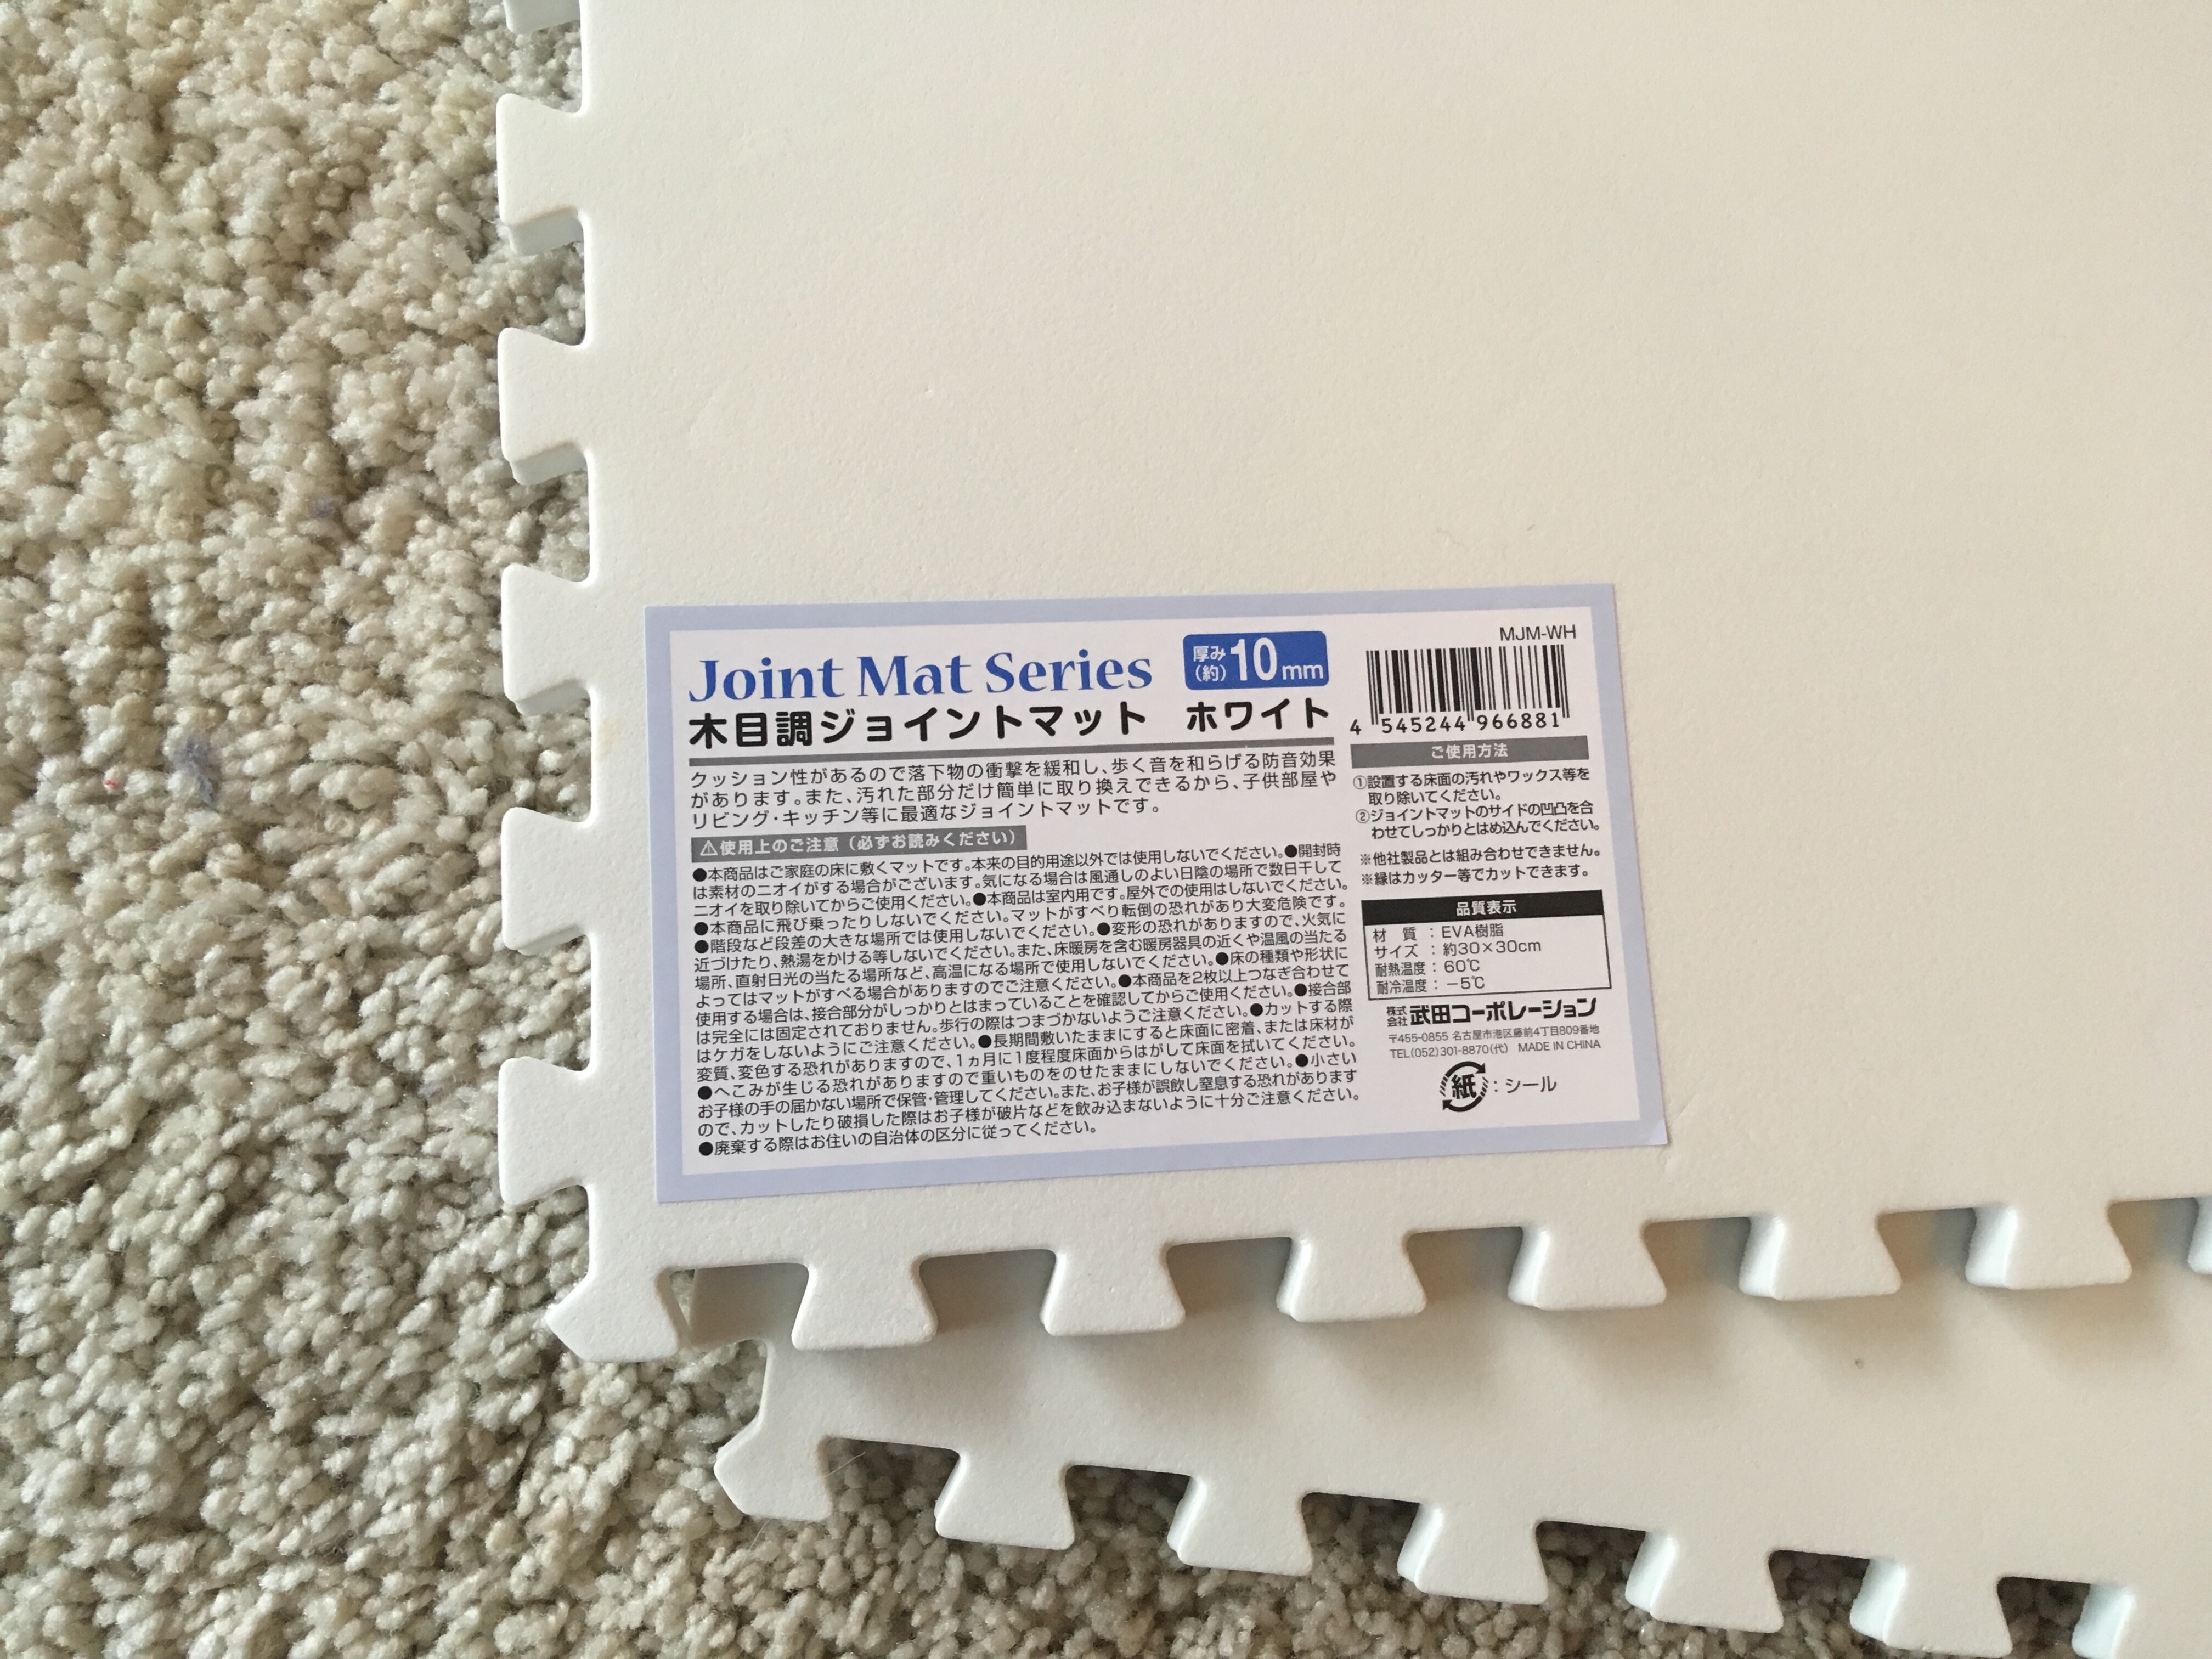 Joint Mat Series 厚み(約)10mm
木目調ジョイントマット ホワイト
クッション性があるので落下物の衝撃を緩和し、歩く音を和らげる防音効果
があります。また、汚れた部分だけ簡単に取り換えできるから、子供部屋や
リビング・キッチン等に最適なジョイントマットです。
⚠使用上のご注意（必ずお読みください）
●本商品はご家庭の床に敷くマットです。本来の目的用途以外では使用しないでください。●開封時
は素材のニオイがする場合がございます。気になる場合は風通しのよい日陰の場所で数日干して
ニオイを取り除いてからご使用ください。●本商品は室内用です。屋外での使用はしないでください。
●本商品に飛び乗ったりしないでください。マットがすべり転倒の恐れがあり大変危険です。
●階段など段差の大きな場所では使用しないでください。●変形の恐れがありますので、火気に
近づけたり、熱湯をかける等しないでください。また、床暖房を含む暖房器具の近くや温風の当たる
場所、直射日光の当たる場所など、高温になる場所で使用しないでください。●床の種類や形状に
よってはマットがすべる場合がありますのでご注意ください。●本商品を2枚以上つなぎ合わせて
使用する場合は、接合部分がしっかりとはまっていることを確認してからご使用ください。●接合部
は完全には固定されておりません。歩行の際はつまづかないようご注意ください。●カットする際
はケガをしないようにご注意ください。●長期間敷いたままにすると床面に密着、または床材が
変質、変色する恐れがありますので、1ヵ月に1度程度床面からはがして床面を拭いてください。
●へこみが生じる恐れがありますので重いものをのせたままにしないでください。●小さい
お子様の手の届かない場所で保管・管理してください。また、お子様が誤飲し窒息する恐れがあります
ので、カットしたり破損した際はお子様が破片などを飲み込まないように十分ご注意ください。
●廃棄する際はお住いの自治体の区分に従ってください。
MJM-WH
4 545244 966881
ご使用方法
①設置する床面の汚れやワックス等を
取り除いてください。
②ジョイントマットのサイドの凹凸を合
わせてしっかりとはめ込んでください。
※他社製品とは組み合わせできません。
※縁はカッター等でカットできます。
品質表示
材 質：EVA樹脂
サイズ：約30×30cm
耐熱温度：60℃
耐冷温度：−5℃
株式会社 武田コーポレーション
〒455-0855 名古屋市港区藤前4丁目809番地
TEL(052)301-8870(代) MADE IN CHINA
紙：シール